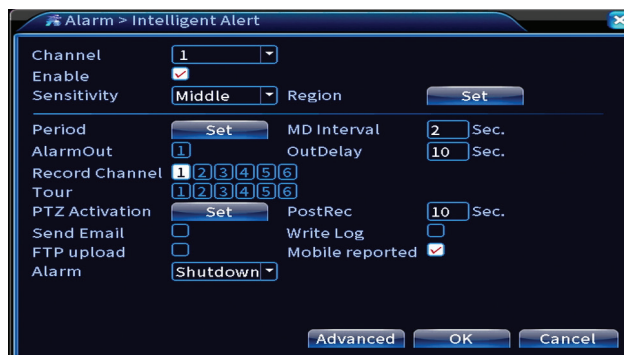 Alarm > Intelligent Alert
Channel 1
Enable
Sensitivity Middle Region Set
Period Set MD Interval 2 Sec.
AlarmOut 1 OutDelay 10 Sec.
Record Channel 1 2 3 4 5 6
Tour 1 2 3 4 5 6
PTZ Activation Set PostRec 10 Sec.
Send Email Write Log
FTP upload Mobile reported
Alarm Shutdown
Advanced OK Cancel